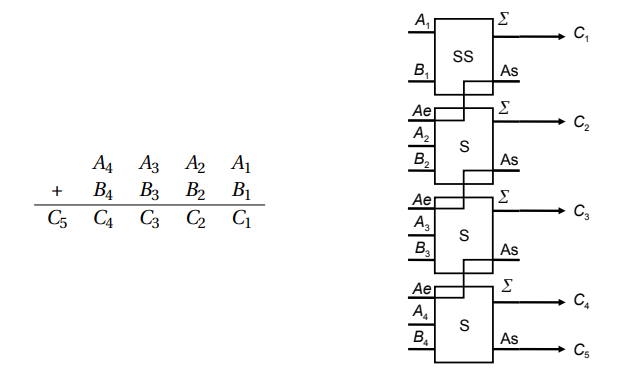 A4 A3 A2 A1
+ B4 B3 B2 B1
C5 C4 C3 C2 C1
A1 Σ C1
SS
B1 As
Ae Σ C2
A2
S
B2 As
Ae Σ C3
A3
S
B3 As
Ae Σ C4
A4
S
B4 As C5